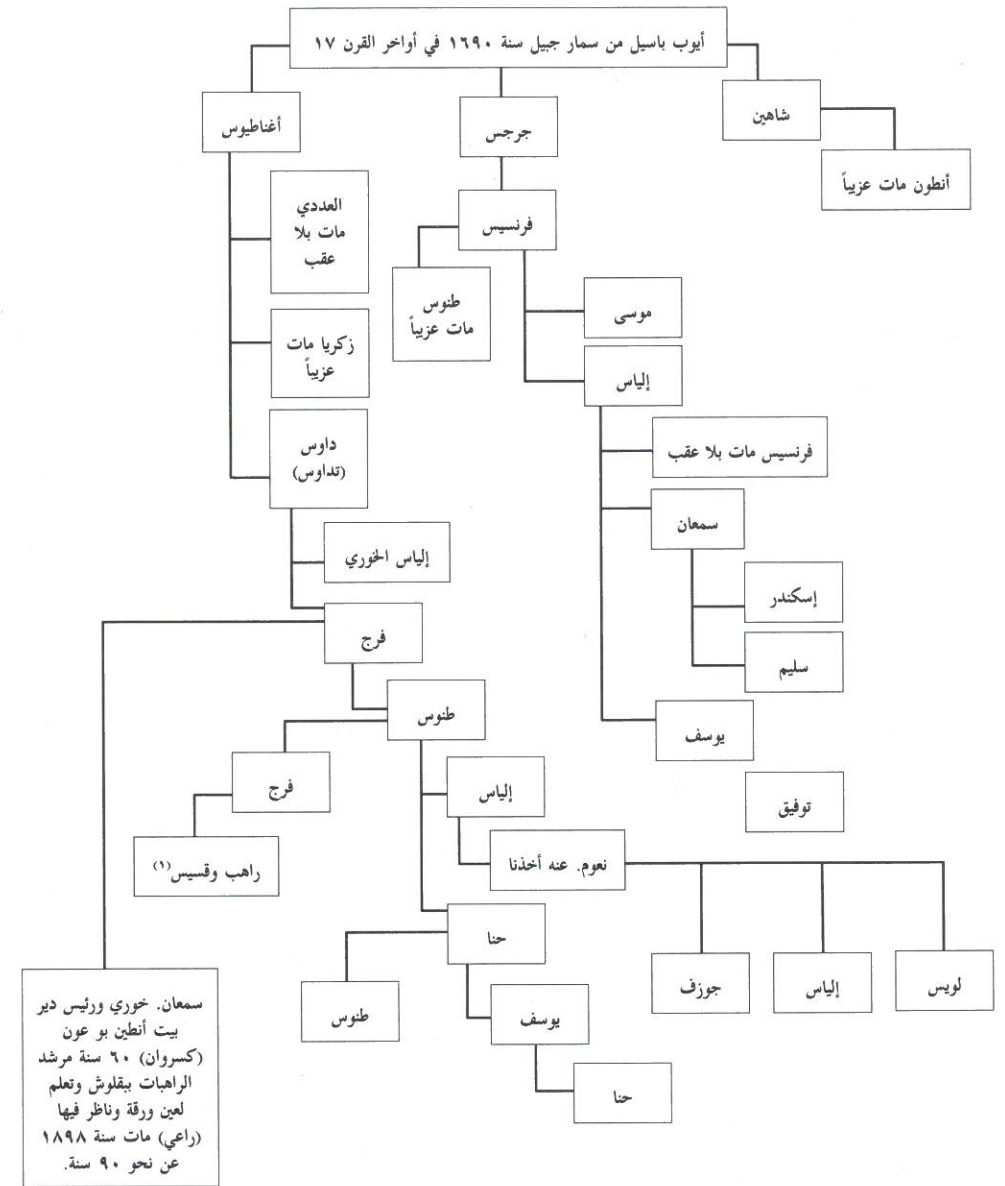 أيوب باسيل من سمار جبيل سنة ١٦٩٠ في أواخر القرن ١٧
شاهين
جرجس
أغناطيوس
أنطون مات عزيباً
فرنسيس
العددي
مات بلا
عقب
طنوس
مات عزيباً
موسى
زكريا مات
عزيباً
إلياس
داوس
(تداوس)
فرنسيس مات بلا عقب
سمعان
إلياس الخوري
إسكندر
فرج
سليم
طنوس
يوسف
فرج
إلياس
توفيق
راهب وقسيس(١)
نعوم. عنه أخذنا
حنا
لويس
إلياس
جوزف
طنوس
يوسف
حنا
سمعان. خوري ورئيس دير
بيت أنطين بو عون
(كسروان) ٦٠ سنة مرشد
الراهبات ببقلوش وتعلم
لعين ورقة وناظر فيها
(راعي) مات سنة ١٨٩٨
عن نحو ٩٠ سنة.